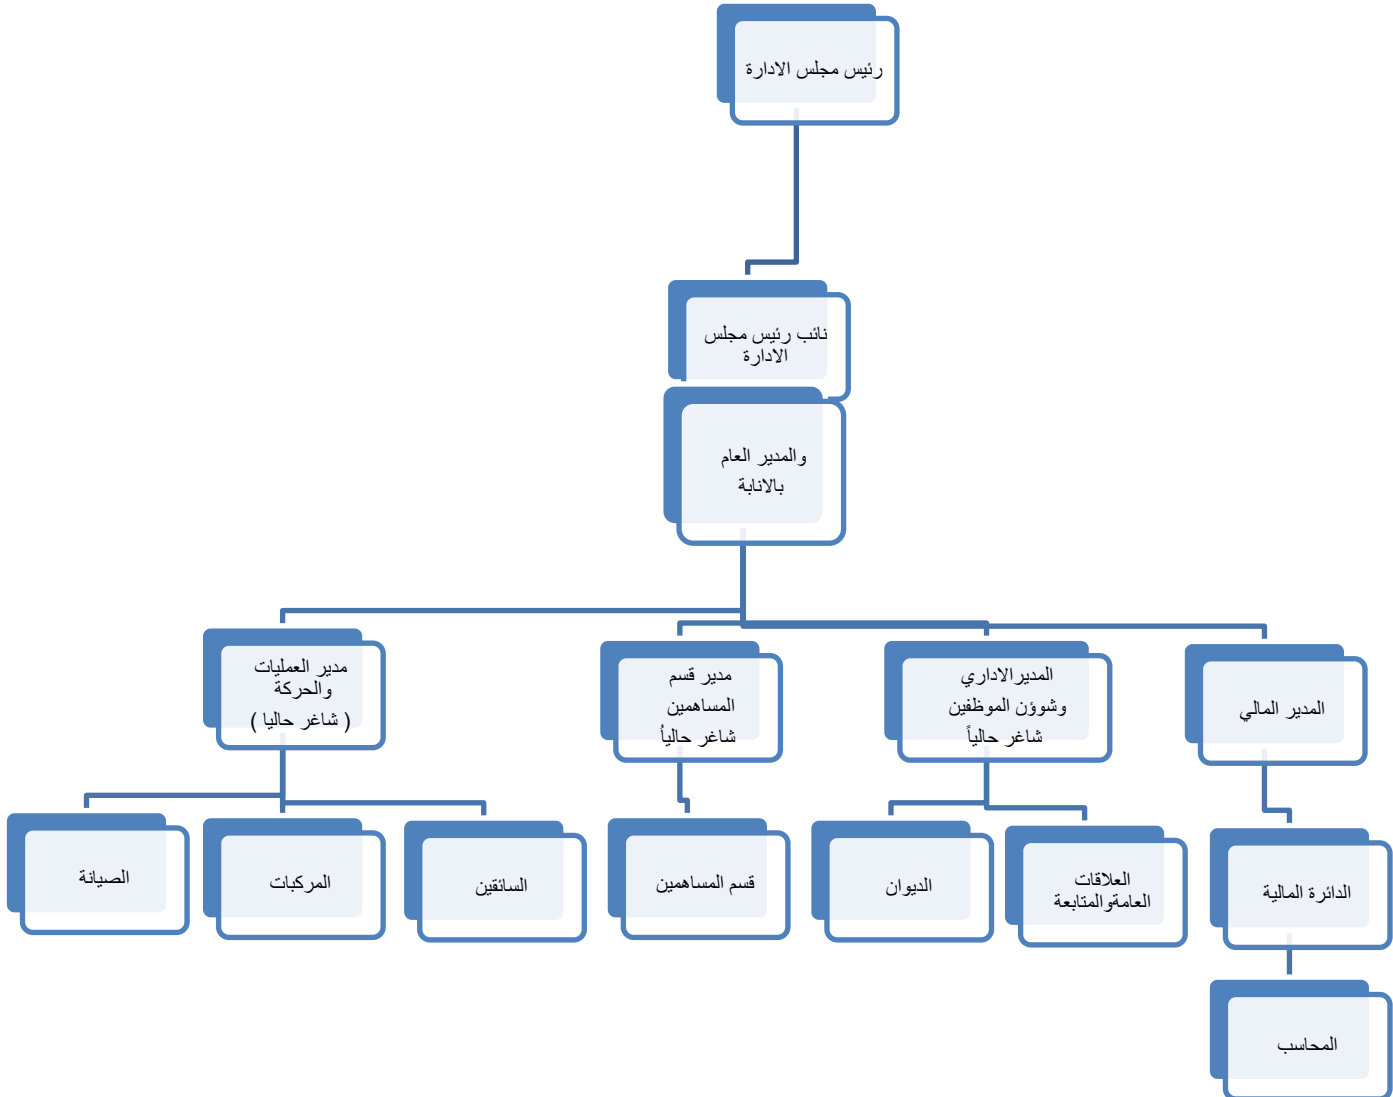 رئيس مجلس الادارة
نائب رئيس مجلس
الادارة
والمدير العام
بالانابة
المدير المالي
المديرالاداري
وشوؤن الموظفين
شاغر حالياً
مدير قسم
المساهمين
شاغر حالياُ
مدير العمليات
والحركة
( شاغر حاليا )
الدائرة المالية
العلاقات
العامةوالمتابعة
الديوان
قسم المساهمين
السائقين
المركبات
الصيانة
المحاسب